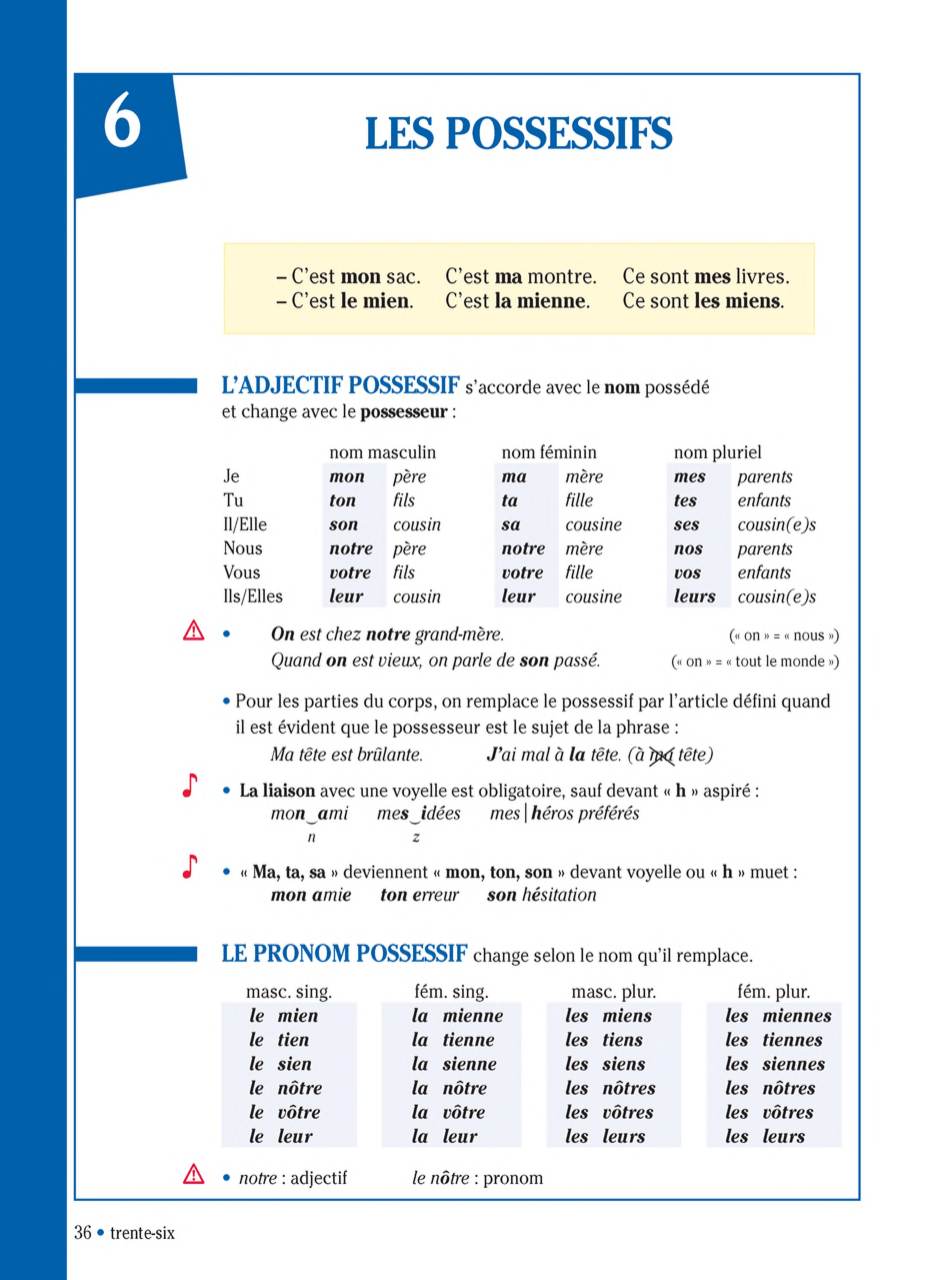 6
LES POSSESSIFS
– C’est mon sac. C’est ma montre. Ce sont mes livres.
– C’est le mien. C’est la mienne. Ce sont les miens.
L’ADJECTIF POSSESSIF s’accorde avec le nom possédé
et change avec le possesseur :
nom masculin nom féminin nom pluriel
Je mon père ma mère mes parents
Tu ton fils ta fille tes enfants
Il/Elle son cousin sa cousine ses cousin(e)s
Nous notre père notre mère nos parents
Vous votre fils votre fille vos enfants
Ils/Elles leur cousin leur cousine leurs cousin(e)s
• On est chez notre grand-mère. (« on » = « nous »)
Quand on est vieux, on parle de son passé. (« on » = « tout le monde »)
• Pour les parties du corps, on remplace le possessif par l’article défini quand
il est évident que le possesseur est le sujet de la phrase :
Ma tête est brûlante. J’ai mal à la tête. (à ma tête)
• La liaison avec une voyelle est obligatoire, sauf devant « h » aspiré :
mon‿ami mes‿idées mes | héros préférés
n z
• « Ma, ta, sa » deviennent « mon, ton, son » devant voyelle ou « h » muet :
mon amie ton erreur son hésitation
LE PRONOM POSSESSIF change selon le nom qu’il remplace.
masc. sing. fém. sing. masc. plur. fém. plur.
le mien la mienne les miens les miennes
le tien la tienne les tiens les tiennes
le sien la sienne les siens les siennes
le nôtre la nôtre les nôtres les nôtres
le vôtre la vôtre les vôtres les vôtres
le leur la leur les leurs les leurs
• notre : adjectif le nôtre : pronom
36 • trente-six